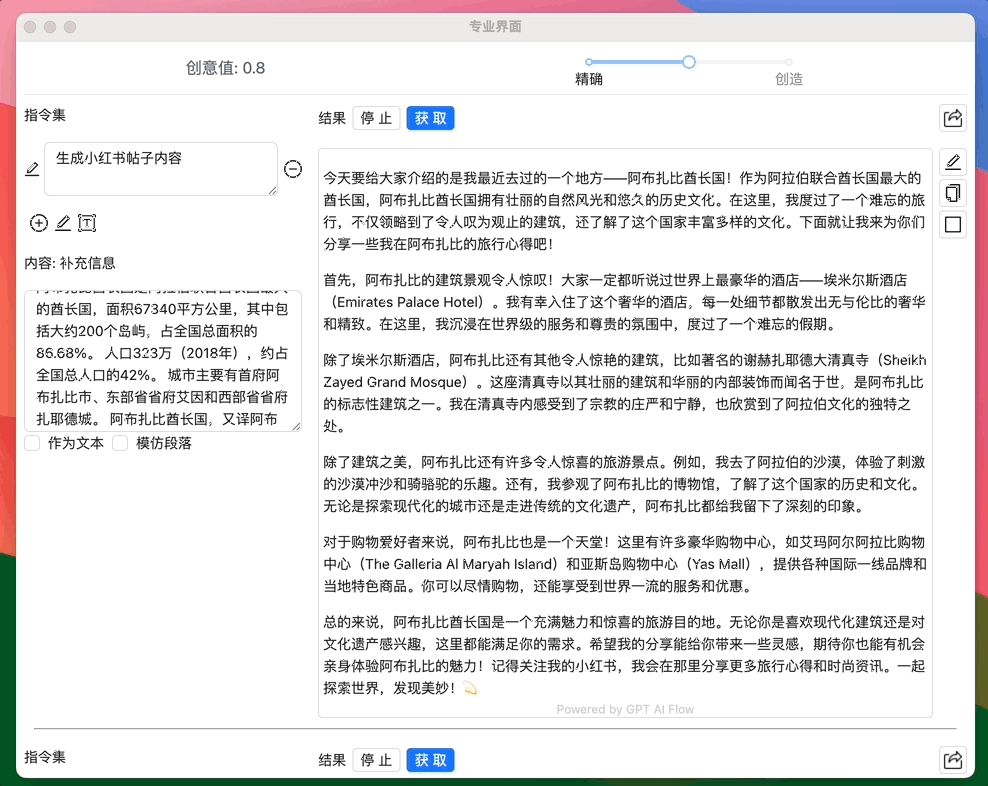 专业界面
创意值: 0.8
精确
创造
指令集
生成小红书帖子内容
内容: 补充信息
的酋长国，面积67340平方公里，其中包
括大约200个岛屿，占全国总面积的
86.68%。 人口323万（2018年），约占
全国总人口的42%。 城市主要有首府阿
布扎比市、东部省省府艾因和西部省省府
扎耶德城。 阿布扎比酋长国，又译阿布
作为文本
模仿段落
结果
停 止
获 取
今天要给大家介绍的是我最近去过的一个地方——阿布扎比酋长国！作为阿拉伯联合酋长国最大的
酋长国，阿布扎比酋长国拥有壮丽的自然风光和悠久的历史文化。在这里，我度过了一个难忘的旅
行，不仅领略到了令人叹为观止的建筑，还了解了这个国家丰富多样的文化。下面就让我来为你们
分享一些我在阿布扎比的旅行心得吧！
首先，阿布扎比的建筑景观令人惊叹！大家一定都听说过世界上最豪华的酒店——埃米尔斯酒店
（Emirates Palace Hotel）。我有幸入住了这个奢华的酒店，每一处细节都散发出无与伦比的奢华
和精致。在这里，我沉浸在世界级的服务和尊贵的氛围中，度过了一个难忘的假期。
除了埃米尔斯酒店，阿布扎比还有其他令人惊艳的建筑，比如著名的谢赫扎耶德大清真寺（Sheikh
Zayed Grand Mosque）。这座清真寺以其壮丽的建筑和华丽的内部装饰而闻名于世，是阿布扎比
的标志性建筑之一。我在清真寺内感受到了宗教的庄严和宁静，也欣赏到了阿拉伯文化的独特之
处。
除了建筑之美，阿布扎比还有许多令人惊喜的旅游景点。例如，我去了阿拉伯的沙漠，体验了刺激
的沙漠冲沙和骑骆驼的乐趣。还有，我参观了阿布扎比的博物馆，了解了这个国家的历史和文化。
无论是探索现代化的城市还是走进传统的文化遗产，阿布扎比都给我留下了深刻的印象。
对于购物爱好者来说，阿布扎比也是一个天堂！这里有许多豪华购物中心，如艾玛阿尔阿拉比购物
中心（The Galleria Al Maryah Island）和亚斯岛购物中心（Yas Mall），提供各种国际一线品牌和
当地特色商品。你可以尽情购物，还能享受到世界一流的服务和优惠。
总的来说，阿布扎比酋长国是一个充满魅力和惊喜的旅游目的地。无论你是喜欢现代化建筑还是对
文化遗产感兴趣，这里都能满足你的需求。希望我的分享能给你带来一些灵感，期待你也能有机会
亲身体验阿布扎比的魅力！记得关注我的小红书，我会在那里分享更多旅行心得和时尚资讯。一起
探索世界，发现美妙！💫
Powered by GPT AI Flow
指令集
结果
停 止
获 取